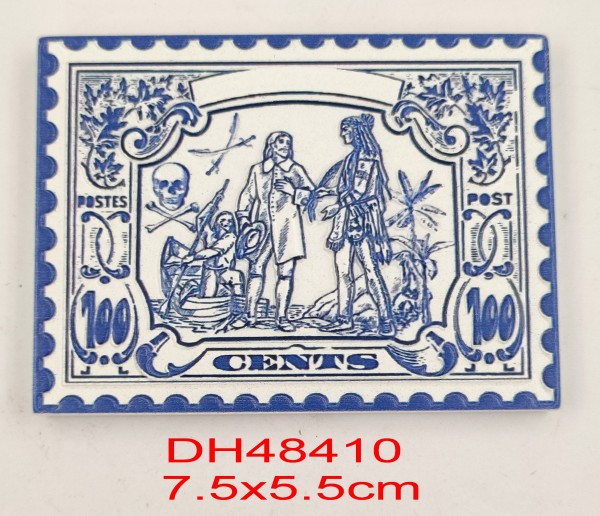 POSTES
POST
100
100
J L
J L
CENTS
DH48410
7.5x5.5cm